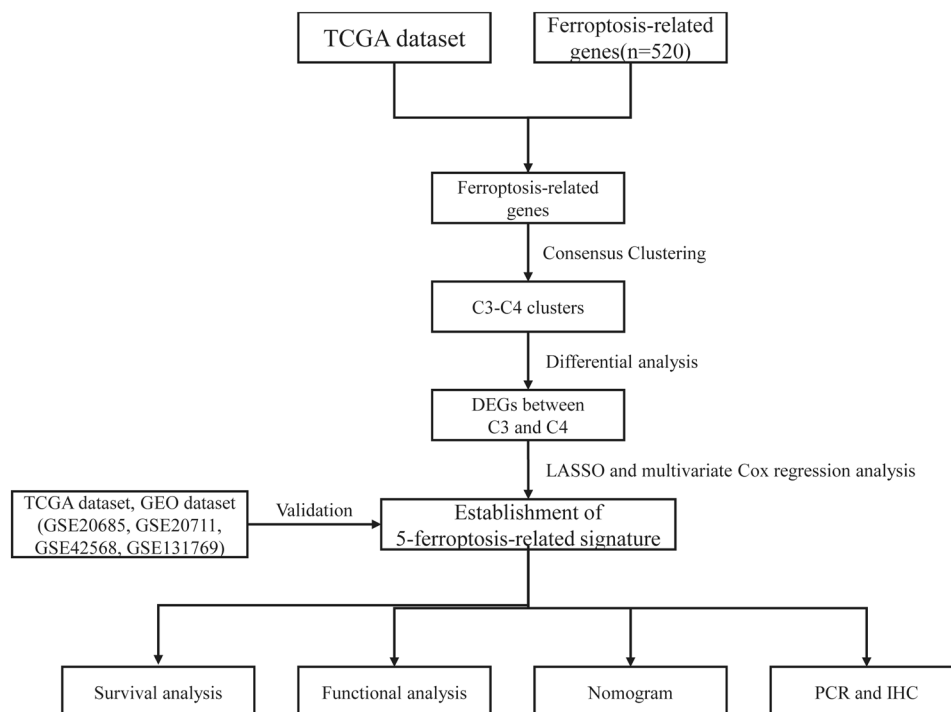 TCGA dataset
Ferroptosis-related
genes(n=520)
Ferroptosis-related
genes
Consensus Clustering
C3-C4 clusters
Differential analysis
DEGs between
C3 and C4
LASSO and multivariate Cox regression analysis
TCGA dataset, GEO dataset
(GSE20685, GSE20711,
GSE42568, GSE131769)
Validation
Establishment of
5-ferroptosis-related signature
Survival analysis
Functional analysis
Nomogram
PCR and IHC